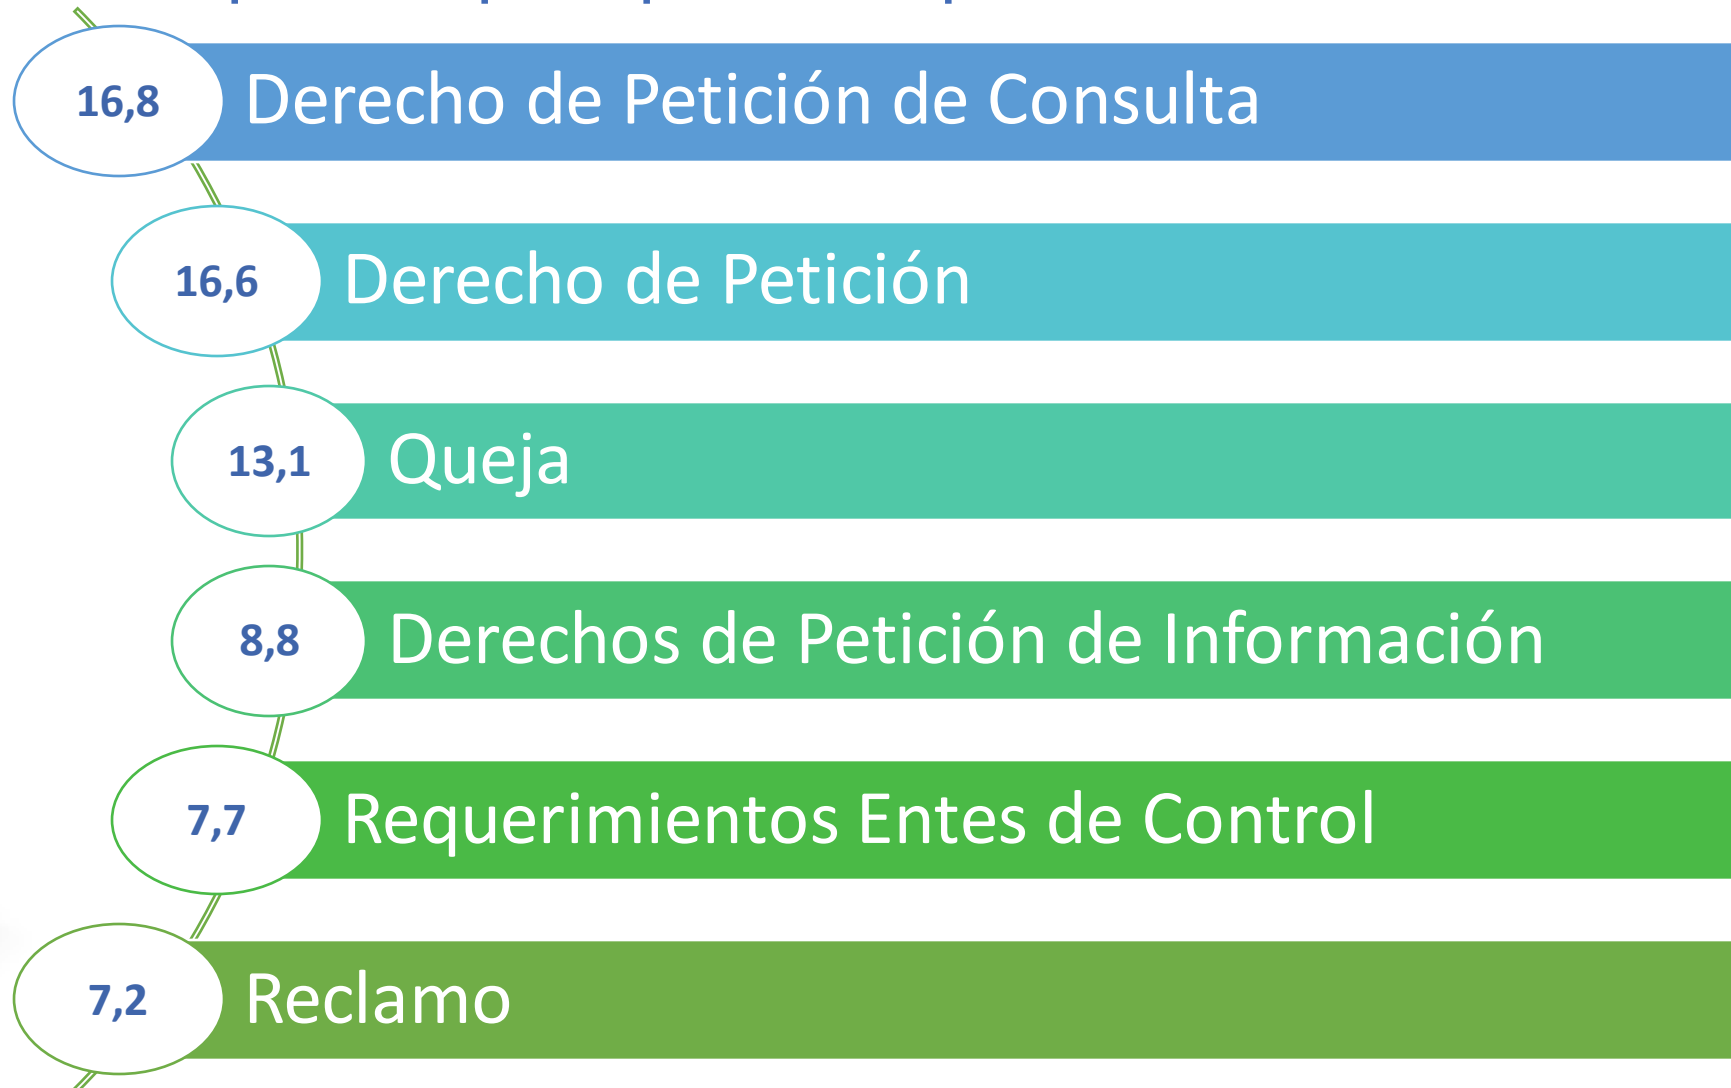 16,8 Derecho de Petición de Consulta
16,6 Derecho de Petición
13,1 Queja
8,8 Derechos de Petición de Información
7,7 Requerimientos Entes de Control
7,2 Reclamo